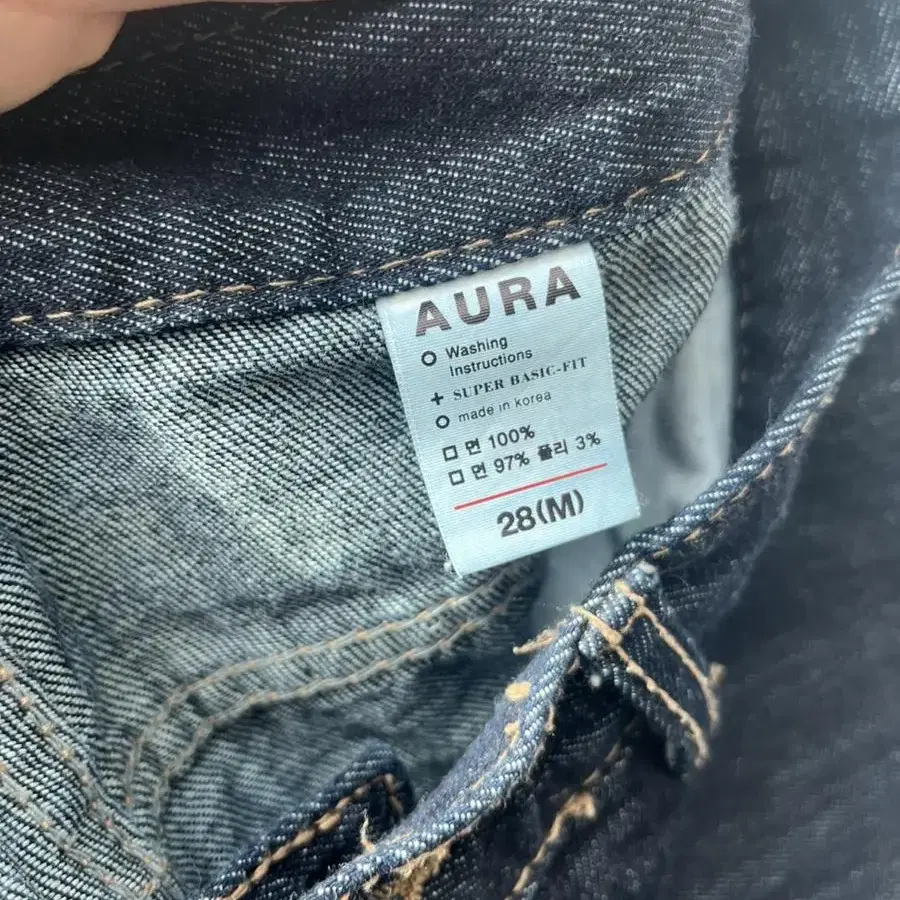 AURA
Washing
Instructions
+ SUPER BASIC-FIT
made in korea
면 100%
면 97% 폴리 3%
28(M)